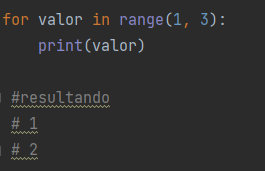 for valor in range(1, 3):
    print(valor)
#resultando
# 1
# 2